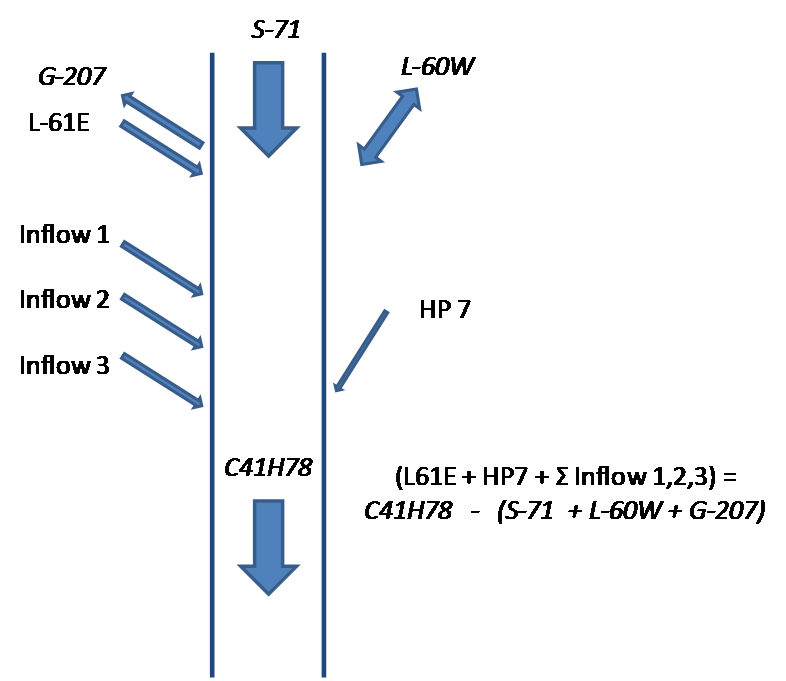 S-71
G-207
L-60W
L-61E
Inflow 1
Inflow 2
HP 7
Inflow 3
C41H78
(L61E + HP7 + Σ Inflow 1,2,3) =
C41H78 - (S-71 + L-60W + G-207)